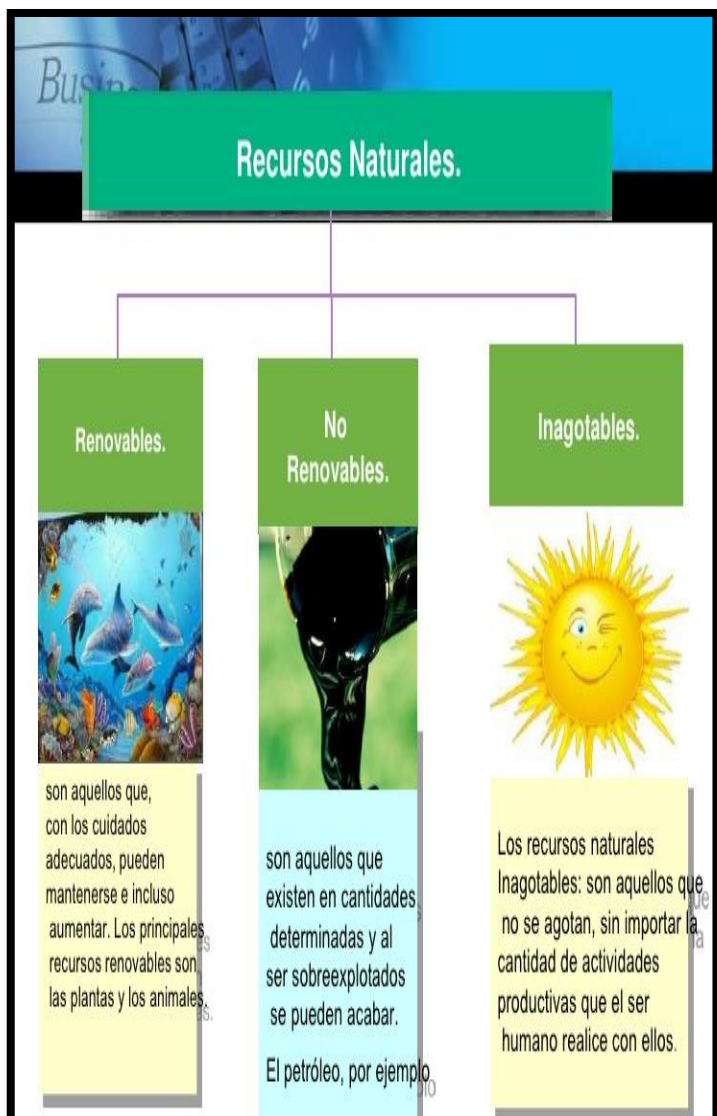 Recursos Naturales.
Renovables.
son aquellos que,
con los cuidados
adecuados, pueden
mantenerse e incluso
aumentar. Los principales
recursos renovables son
las plantas y los animales.
No
Renovables.
son aquellos que
existen en cantidades
determinadas y al
ser sobreexplotados
se pueden acabar.
El petróleo, por ejemplo
Inagotables.
Los recursos naturales
Inagotables: son aquellos que
no se agotan, sin importar la
cantidad de actividades
productivas que el ser
humano realice con ellos.